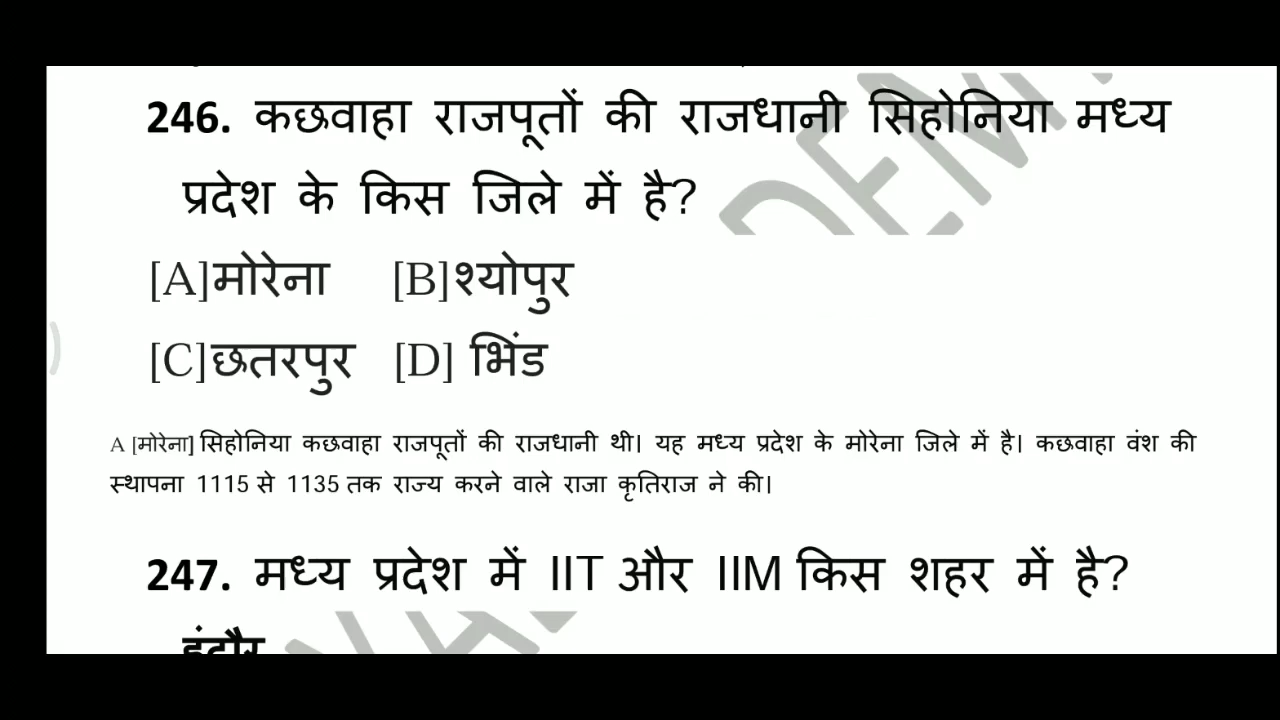 246. कछवाहा राजपूतों की राजधानी सिहोनिया मध्य
प्रदेश के किस जिले में है?
[A]मोरेना [B]श्योपुर
[C]छतरपुर [D] भिंड
A [मोरेना] सिहोनिया कछवाहा राजपूतों की राजधानी थी। यह मध्य प्रदेश के मोरेना जिले में है। कछवाहा वंश की
स्थापना 1115 से 1135 तक राज्य करने वाले राजा कृतिराज ने की।
247. मध्य प्रदेश में IIT और IIM किस शहर में है?
इंदौर